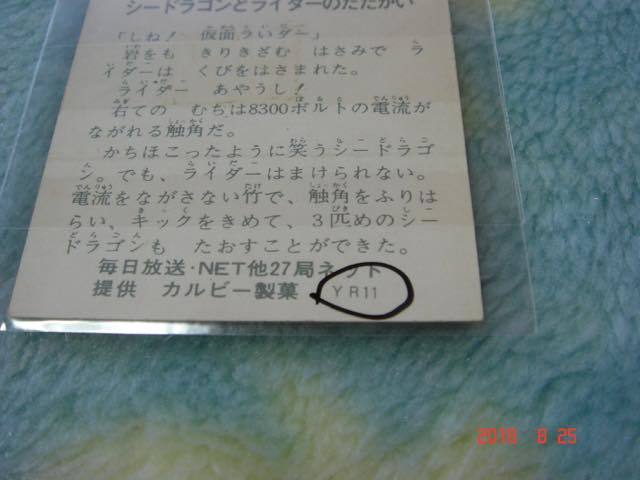 シードラゴンとライダーのたたかい
「しね! 仮面らいダー」
岩をも きりきざむ はさみで ラ
イダーは くびをはさまれた。
ライダー あやうし!
右ての むちは8300ボルトの電流が
ながれる触角だ。
かちほこったように笑うシードラゴ
ン。でも、ライダーはまけられない。
電流をながさない竹で、触角をふりは
らい、キックをきめて、3匹めのシー
ドラゴンも たおすことができた。
毎日放送・NET他27局ネット
提供 カルビー製菓 YR11
2018 8 25